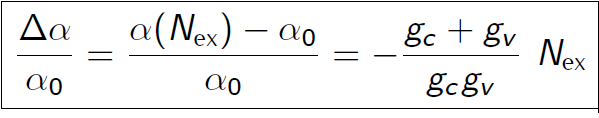 Δα/α₀ = (α(N_ex) − α₀)/α₀ = − (g_c + g_v)/(g_c g_v) N_ex